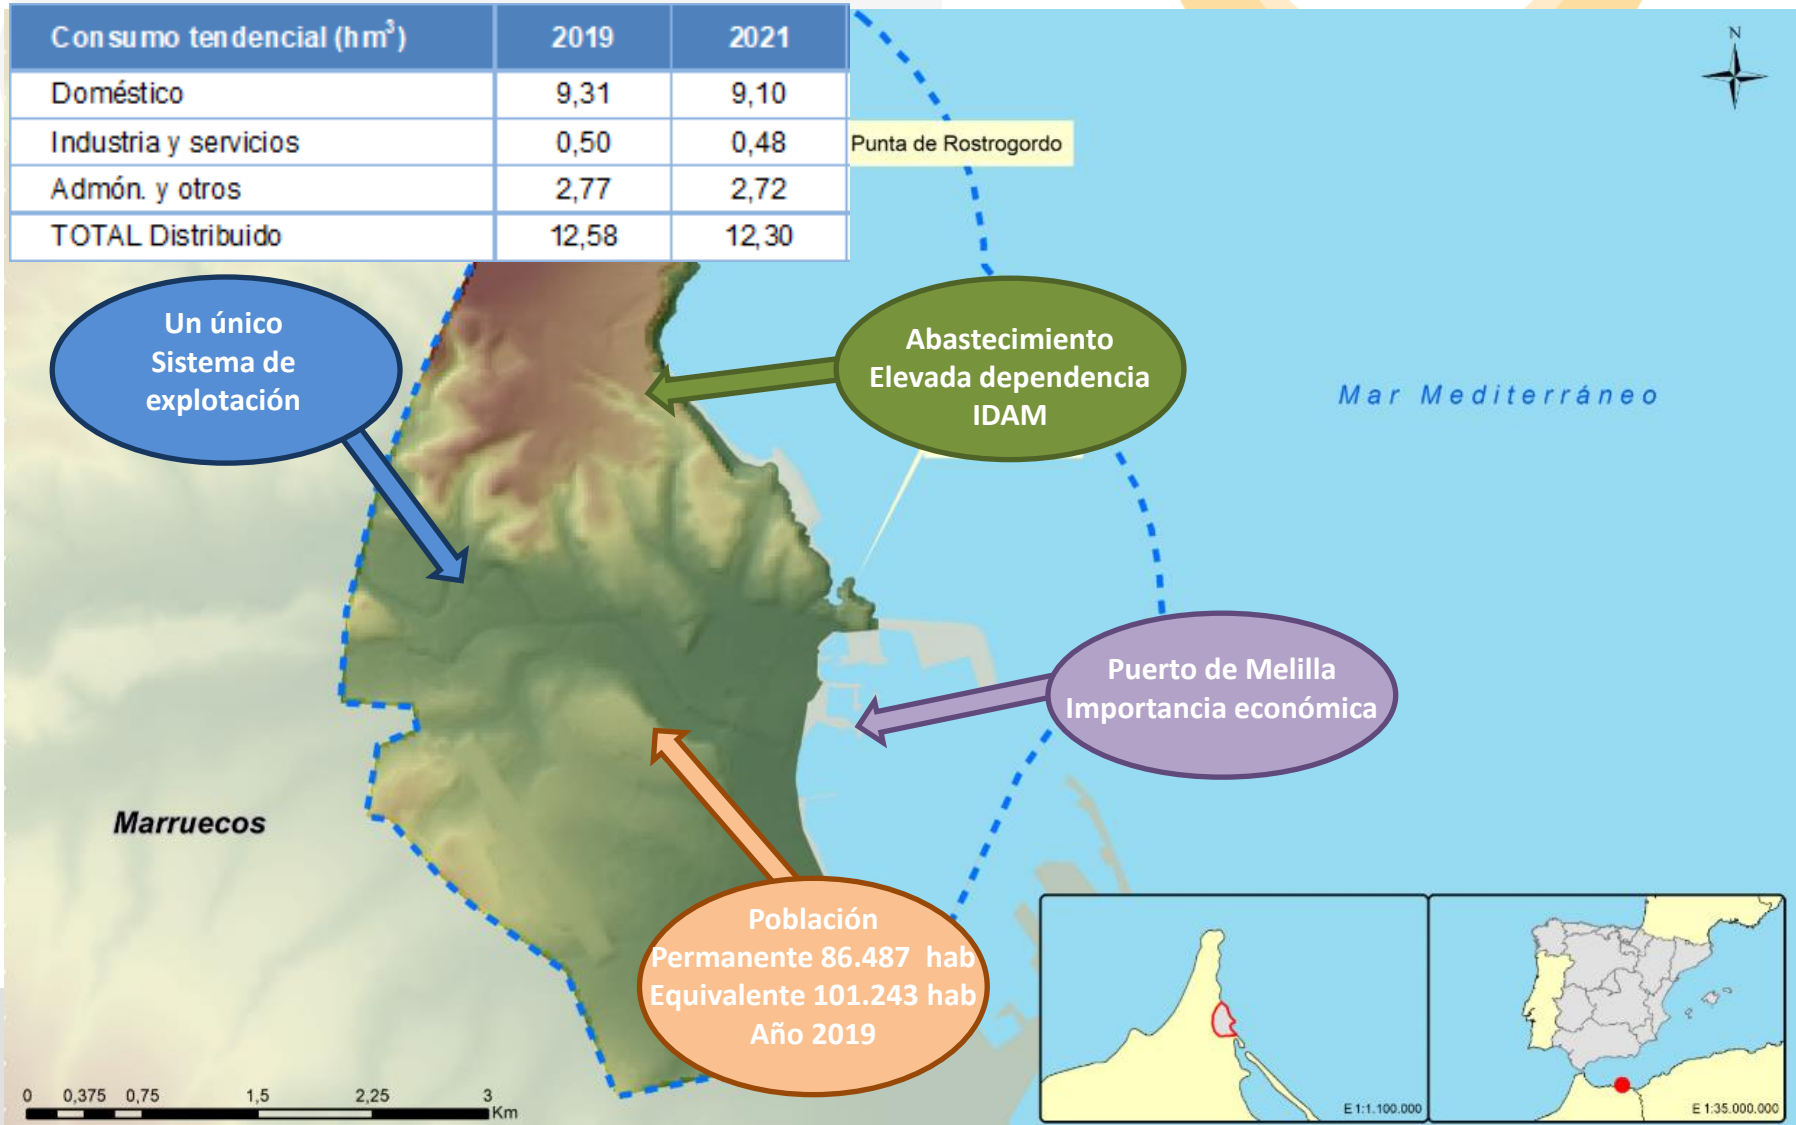 Consumo tendencial (hm³) 2019 2021
Doméstico 9,31 9,10
Industria y servicios 0,50 0,48
Admón. y otros 2,77 2,72
TOTAL Distribuido 12,58 12,30
N
Punta de Rostrogordo
Un único
Sistema de
explotación
Abastecimiento
Elevada dependencia
IDAM
Mar Mediterráneo
Puerto de Melilla
Importancia económica
Marruecos
Población
Permanente 86.487 hab
Equivalente 101.243 hab
Año 2019
0 0,375 0,75 1,5 2,25 3
Km
E 1:1.100.000
E 1:35.000.000